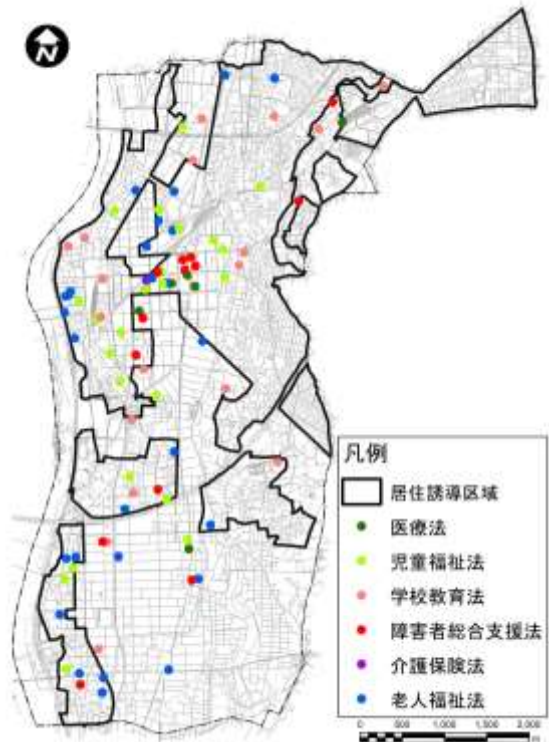 N
凡例
居住誘導区域
医療法
児童福祉法
学校教育法
障害者総合支援法
介護保険法
老人福祉法
0 500 1,000 1,500 2,000
m